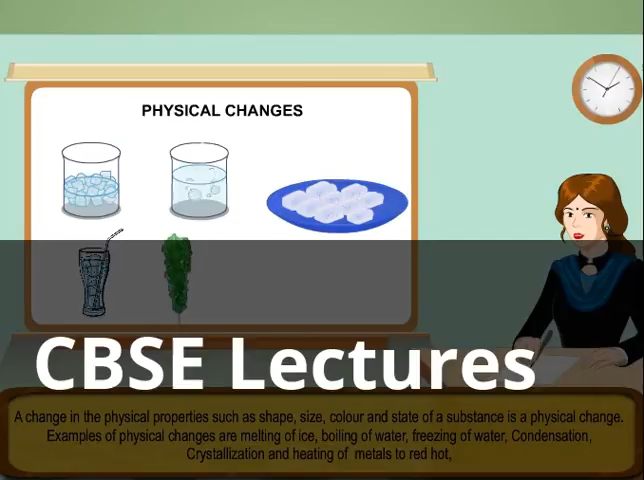 PHYSICAL CHANGES
CBSE Lectures
A change in the physical properties such as shape, size, colour and state of a substance is a physical change.
Examples of physical changes are melting of ice, boiling of water, freezing of water, Condensation,
Crystallization and heating of metals to red hot,